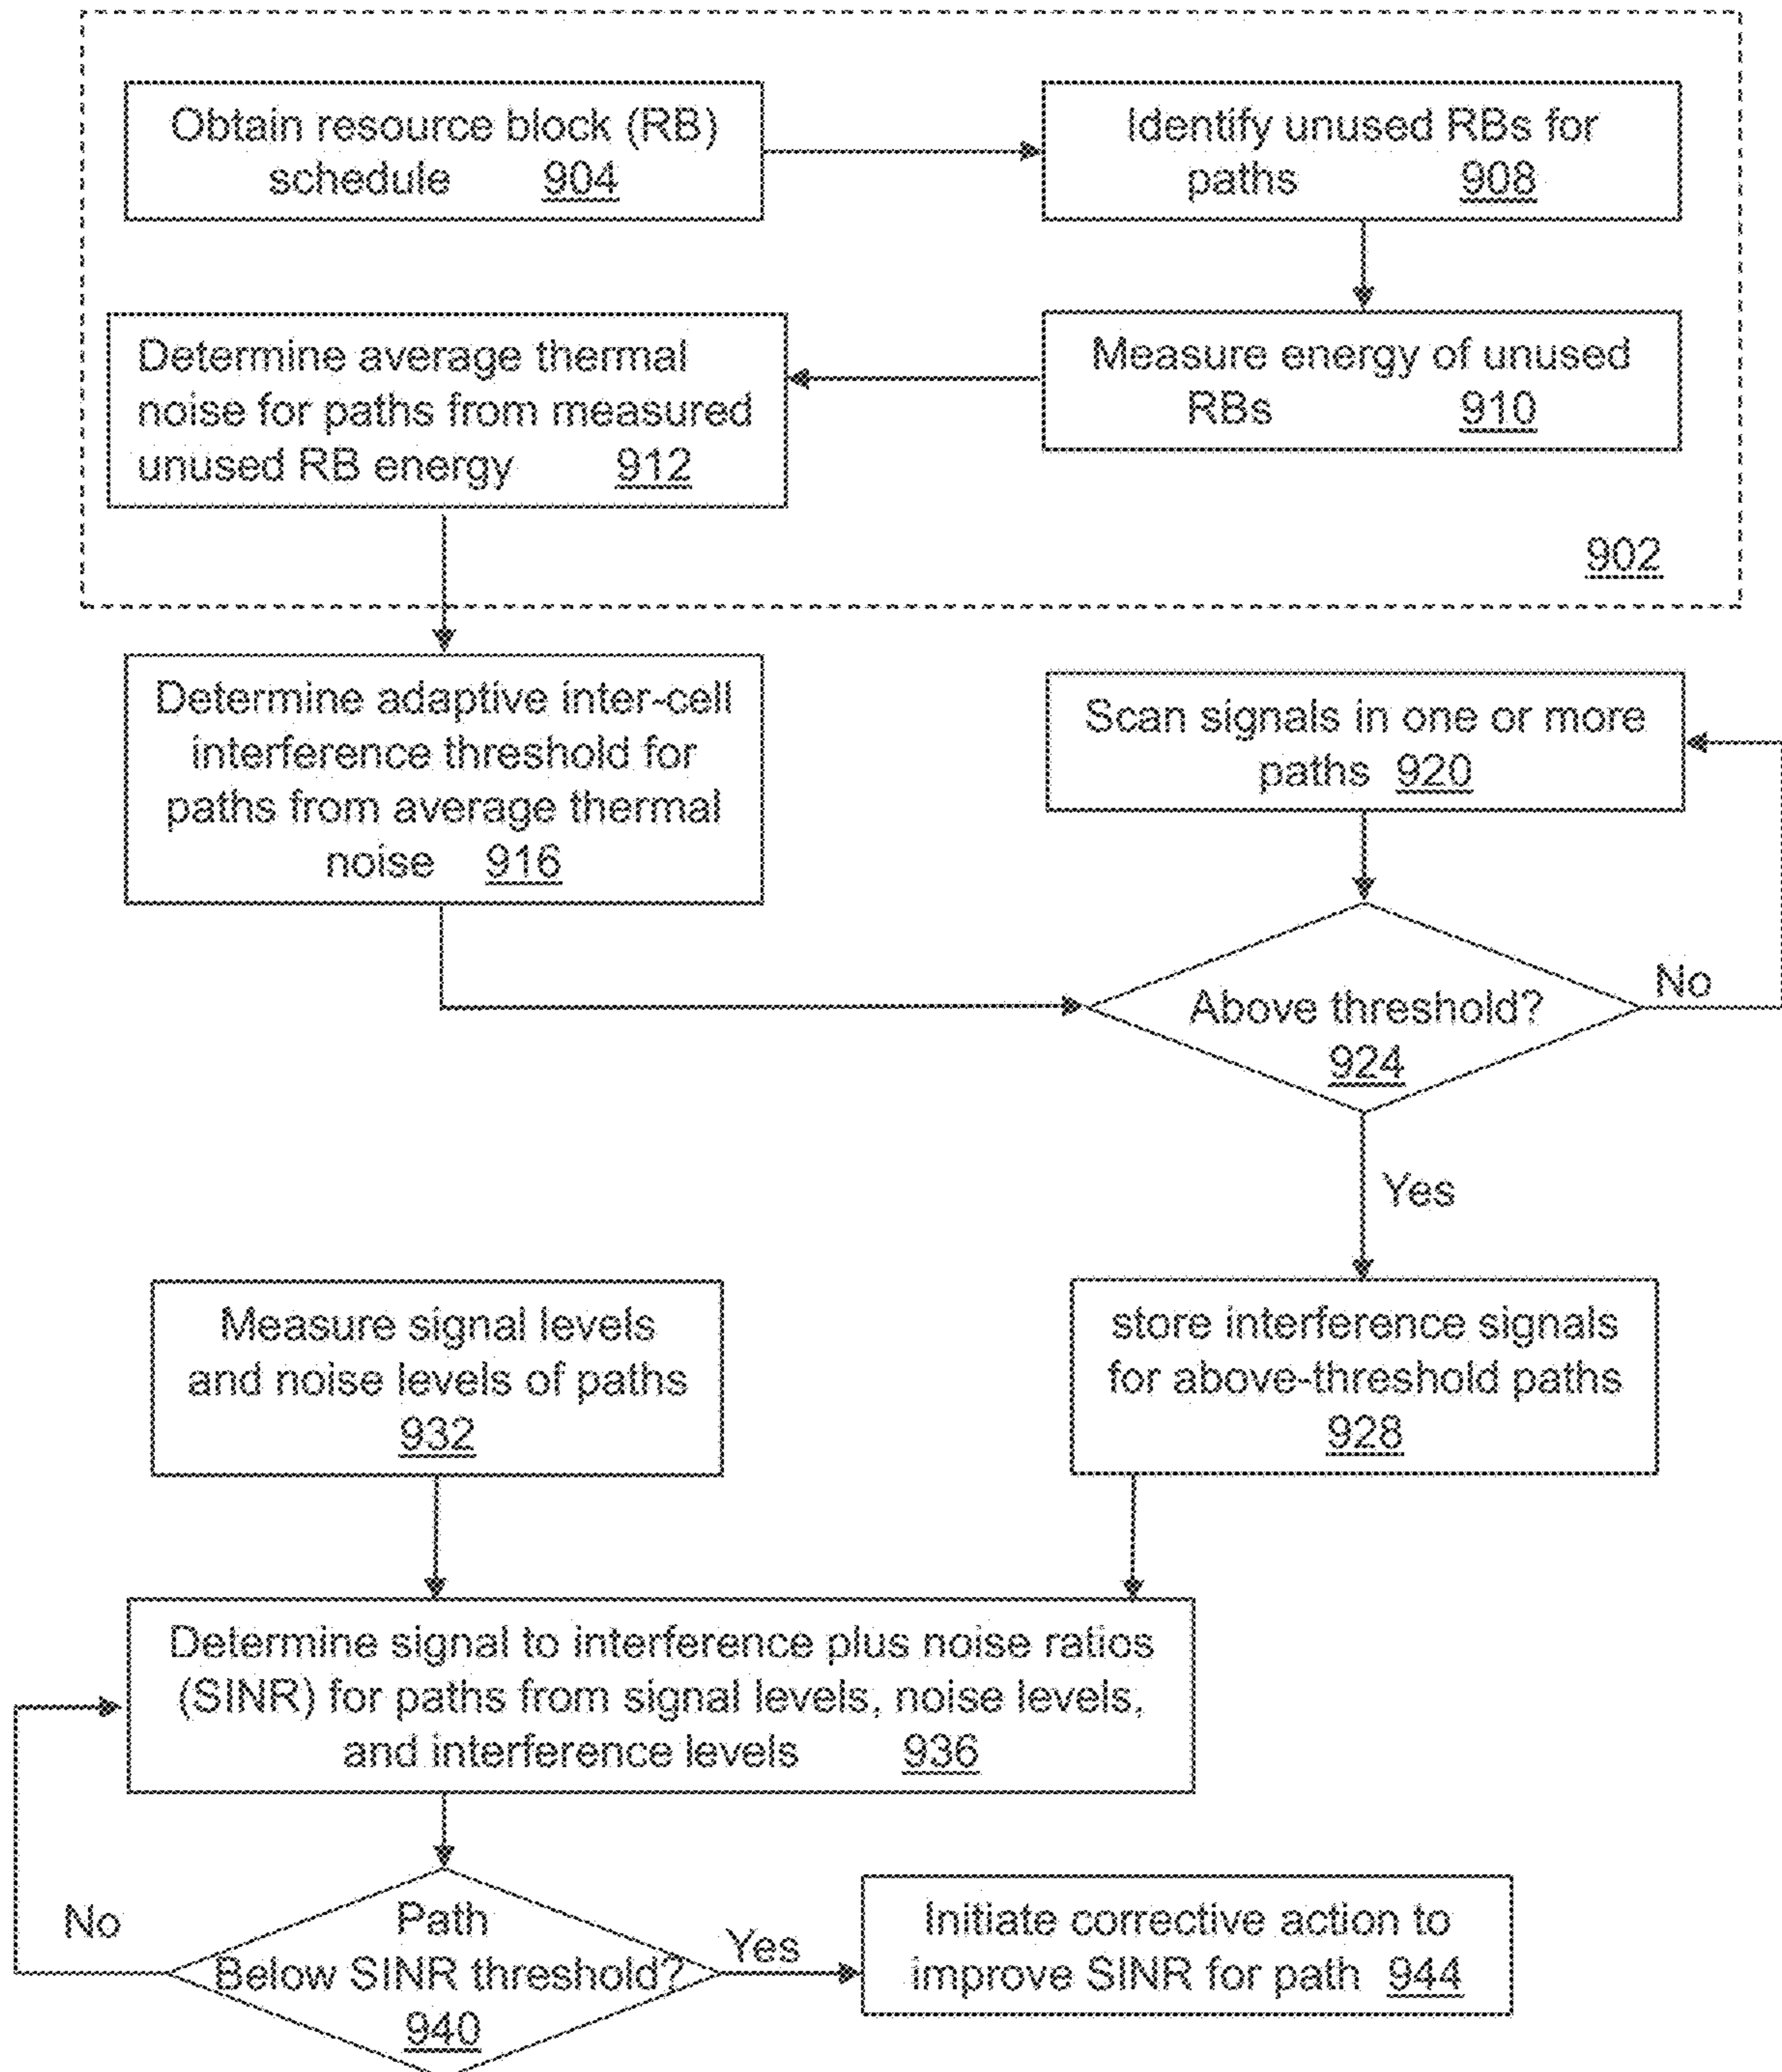 Obtain resource block (RB)
schedule 904
Identify unused RBs for
paths 908
Determine average thermal
noise for paths from measured
unused RB energy 912
Measure energy of unused
RBs 910
902
Determine adaptive inter-cell
interference threshold for
paths from average thermal
noise 916
Scan signals in one or more
paths 920
Above threshold?
924
No
Yes
Measure signal levels
and noise levels of paths
932
store interference signals
for above-threshold paths
928
Determine signal to interference plus noise ratios
(SINR) for paths from signal levels, noise levels,
and interference levels 936
No
Path
Below SINR threshold?
940
Yes
Initiate corrective action to
improve SINR for path 944